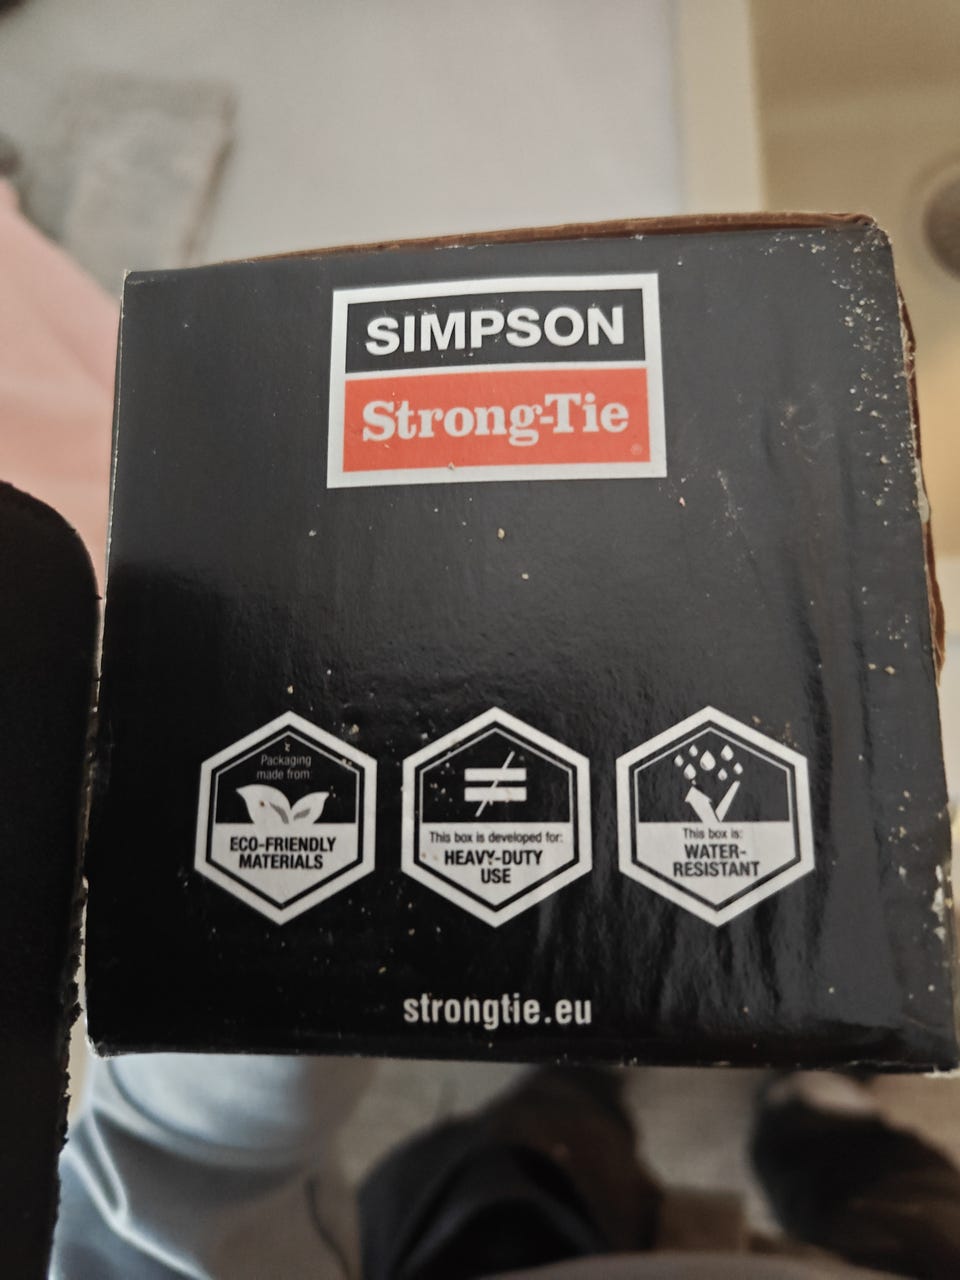 SIMPSON
Strong-Tie
®
Packaging
made from:
ECO-FRIENDLY
MATERIALS
This box is developed for:
HEAVY-DUTY
USE
This box is:
WATER-
RESISTANT
strongtie.eu